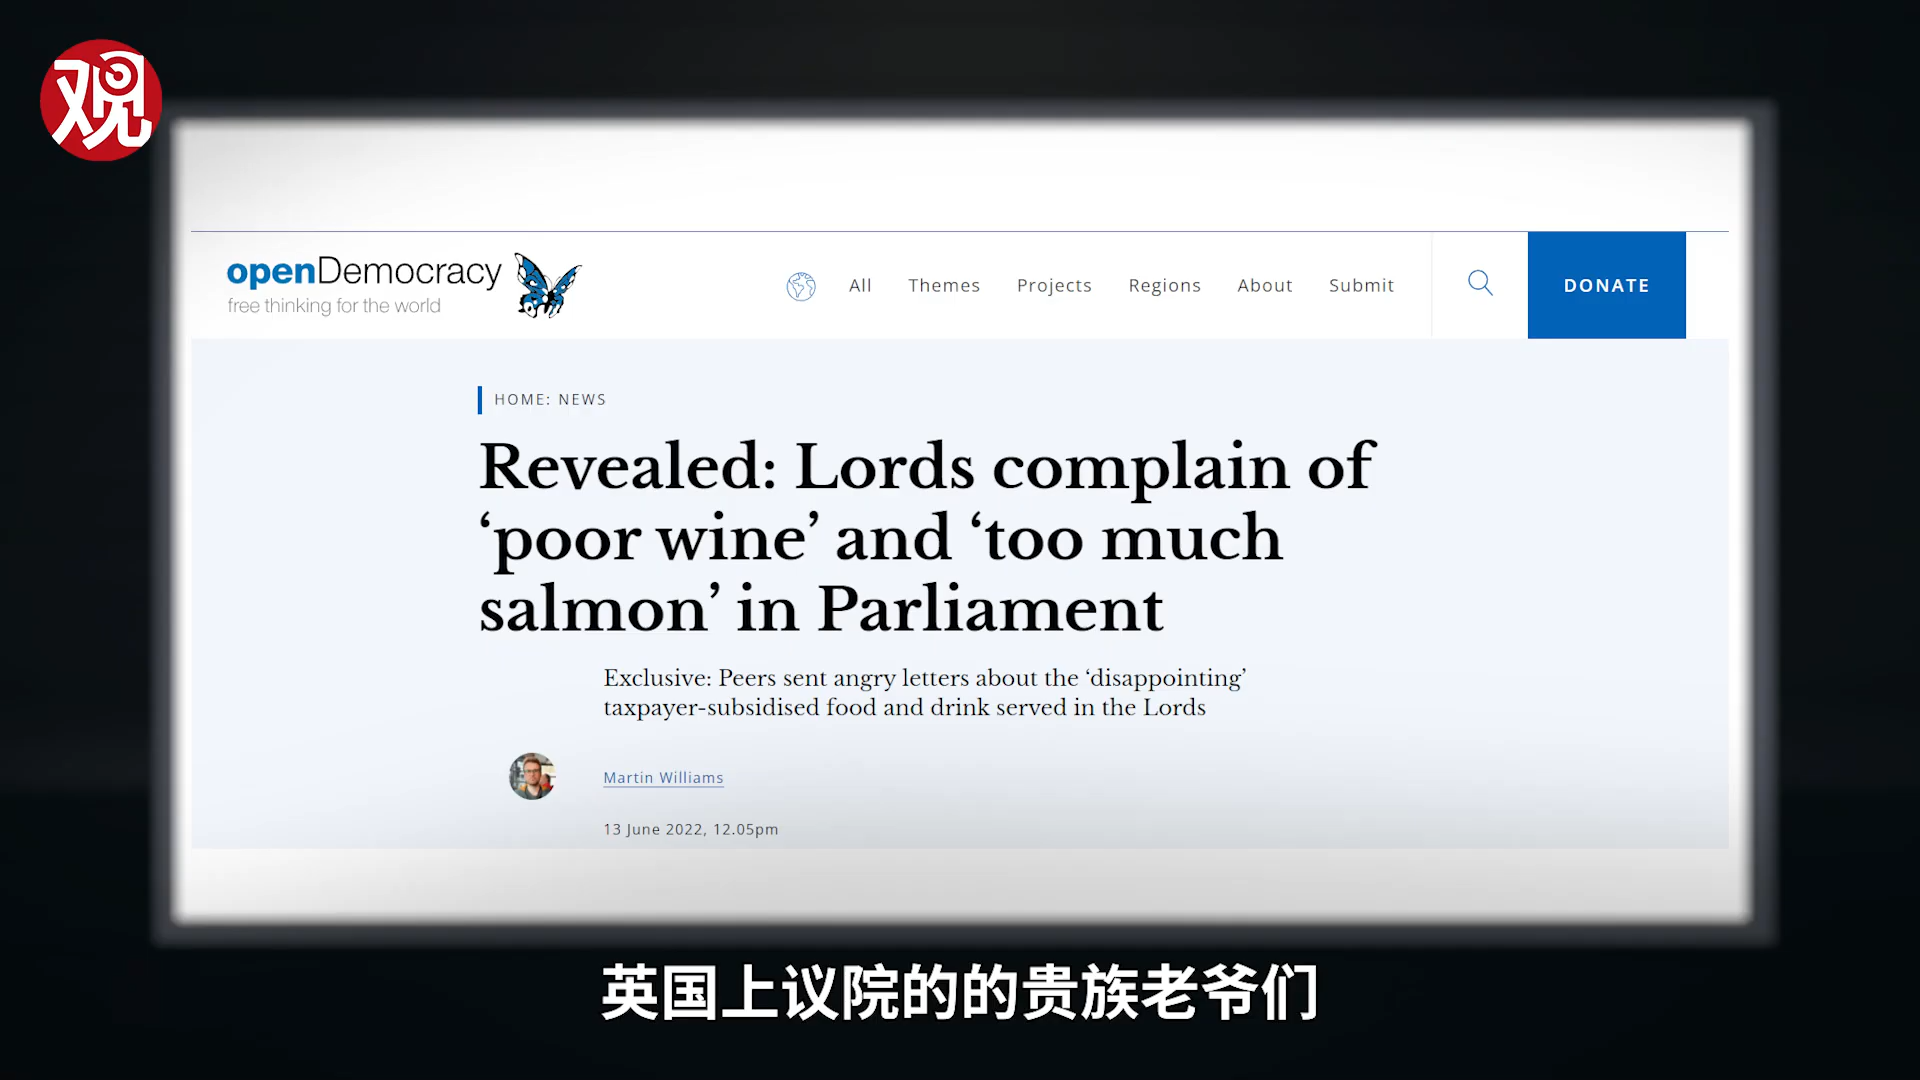 观
openDemocracy
free thinking for the world
All Themes Projects Regions About Submit
DONATE
HOME: NEWS
Revealed: Lords complain of
‘poor wine’ and ‘too much
salmon’ in Parliament
Exclusive: Peers sent angry letters about the ‘disappointing’
taxpayer-subsidised food and drink served in the Lords
Martin Williams
13 June 2022, 12.05pm
英国上议院的的贵族老爷们